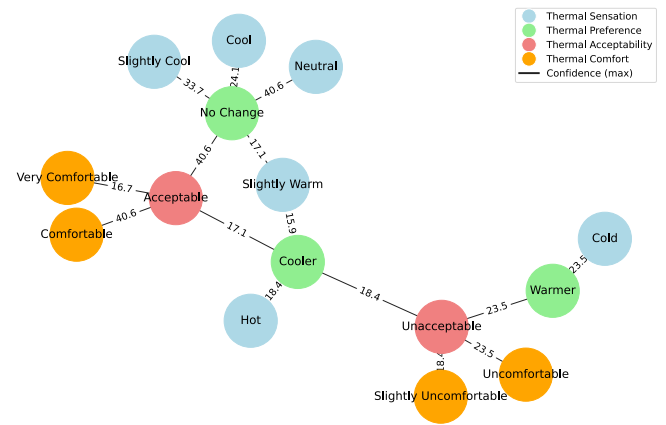 Thermal Sensation
Thermal Preference
Thermal Acceptability
Thermal Comfort
Confidence (max)
Cool
Slightly Cool
Neutral
33.7
24.1
40.6
No Change
40.6
17.1
Very Comfortable
16.7
Acceptable
Slightly Warm
40.6
Comfortable
17.1
15.9
Cold
Cooler
23.5
18.4
18.4
Warmer
Hot
23.5
Unacceptable
23.5
18.4
Uncomfortable
Slightly Uncomfortable